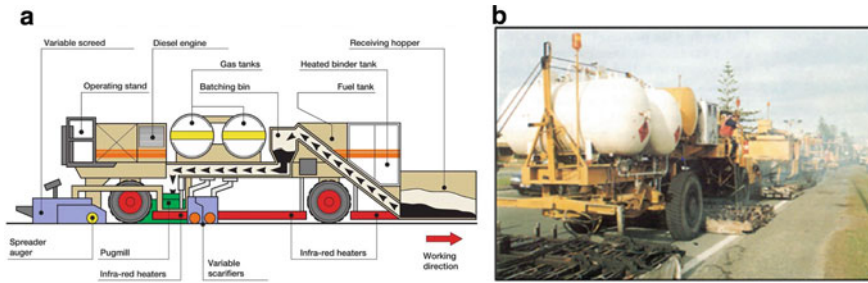 a
b
Variable screed
Diesel engine
Receiving hopper
Gas tanks
Heated binder tank
Operating stand
Batching bin
Fuel tank
Spreader
auger
Pugmill
Infra-red heaters
Variable
scarifiers
Infra-red heaters
Working
direction